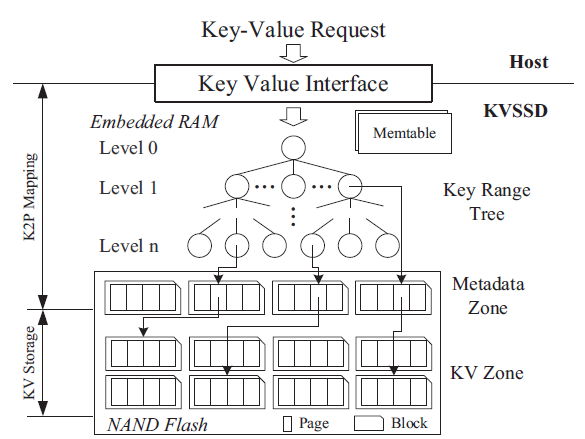 Key-Value Request
Host
Key Value Interface
KVSSD
Embedded RAM
Memtable
Level 0
Level 1
Key Range
Tree
Level n
K2P Mapping
Metadata
Zone
KV Storage
KV Zone
NAND Flash
Page
Block